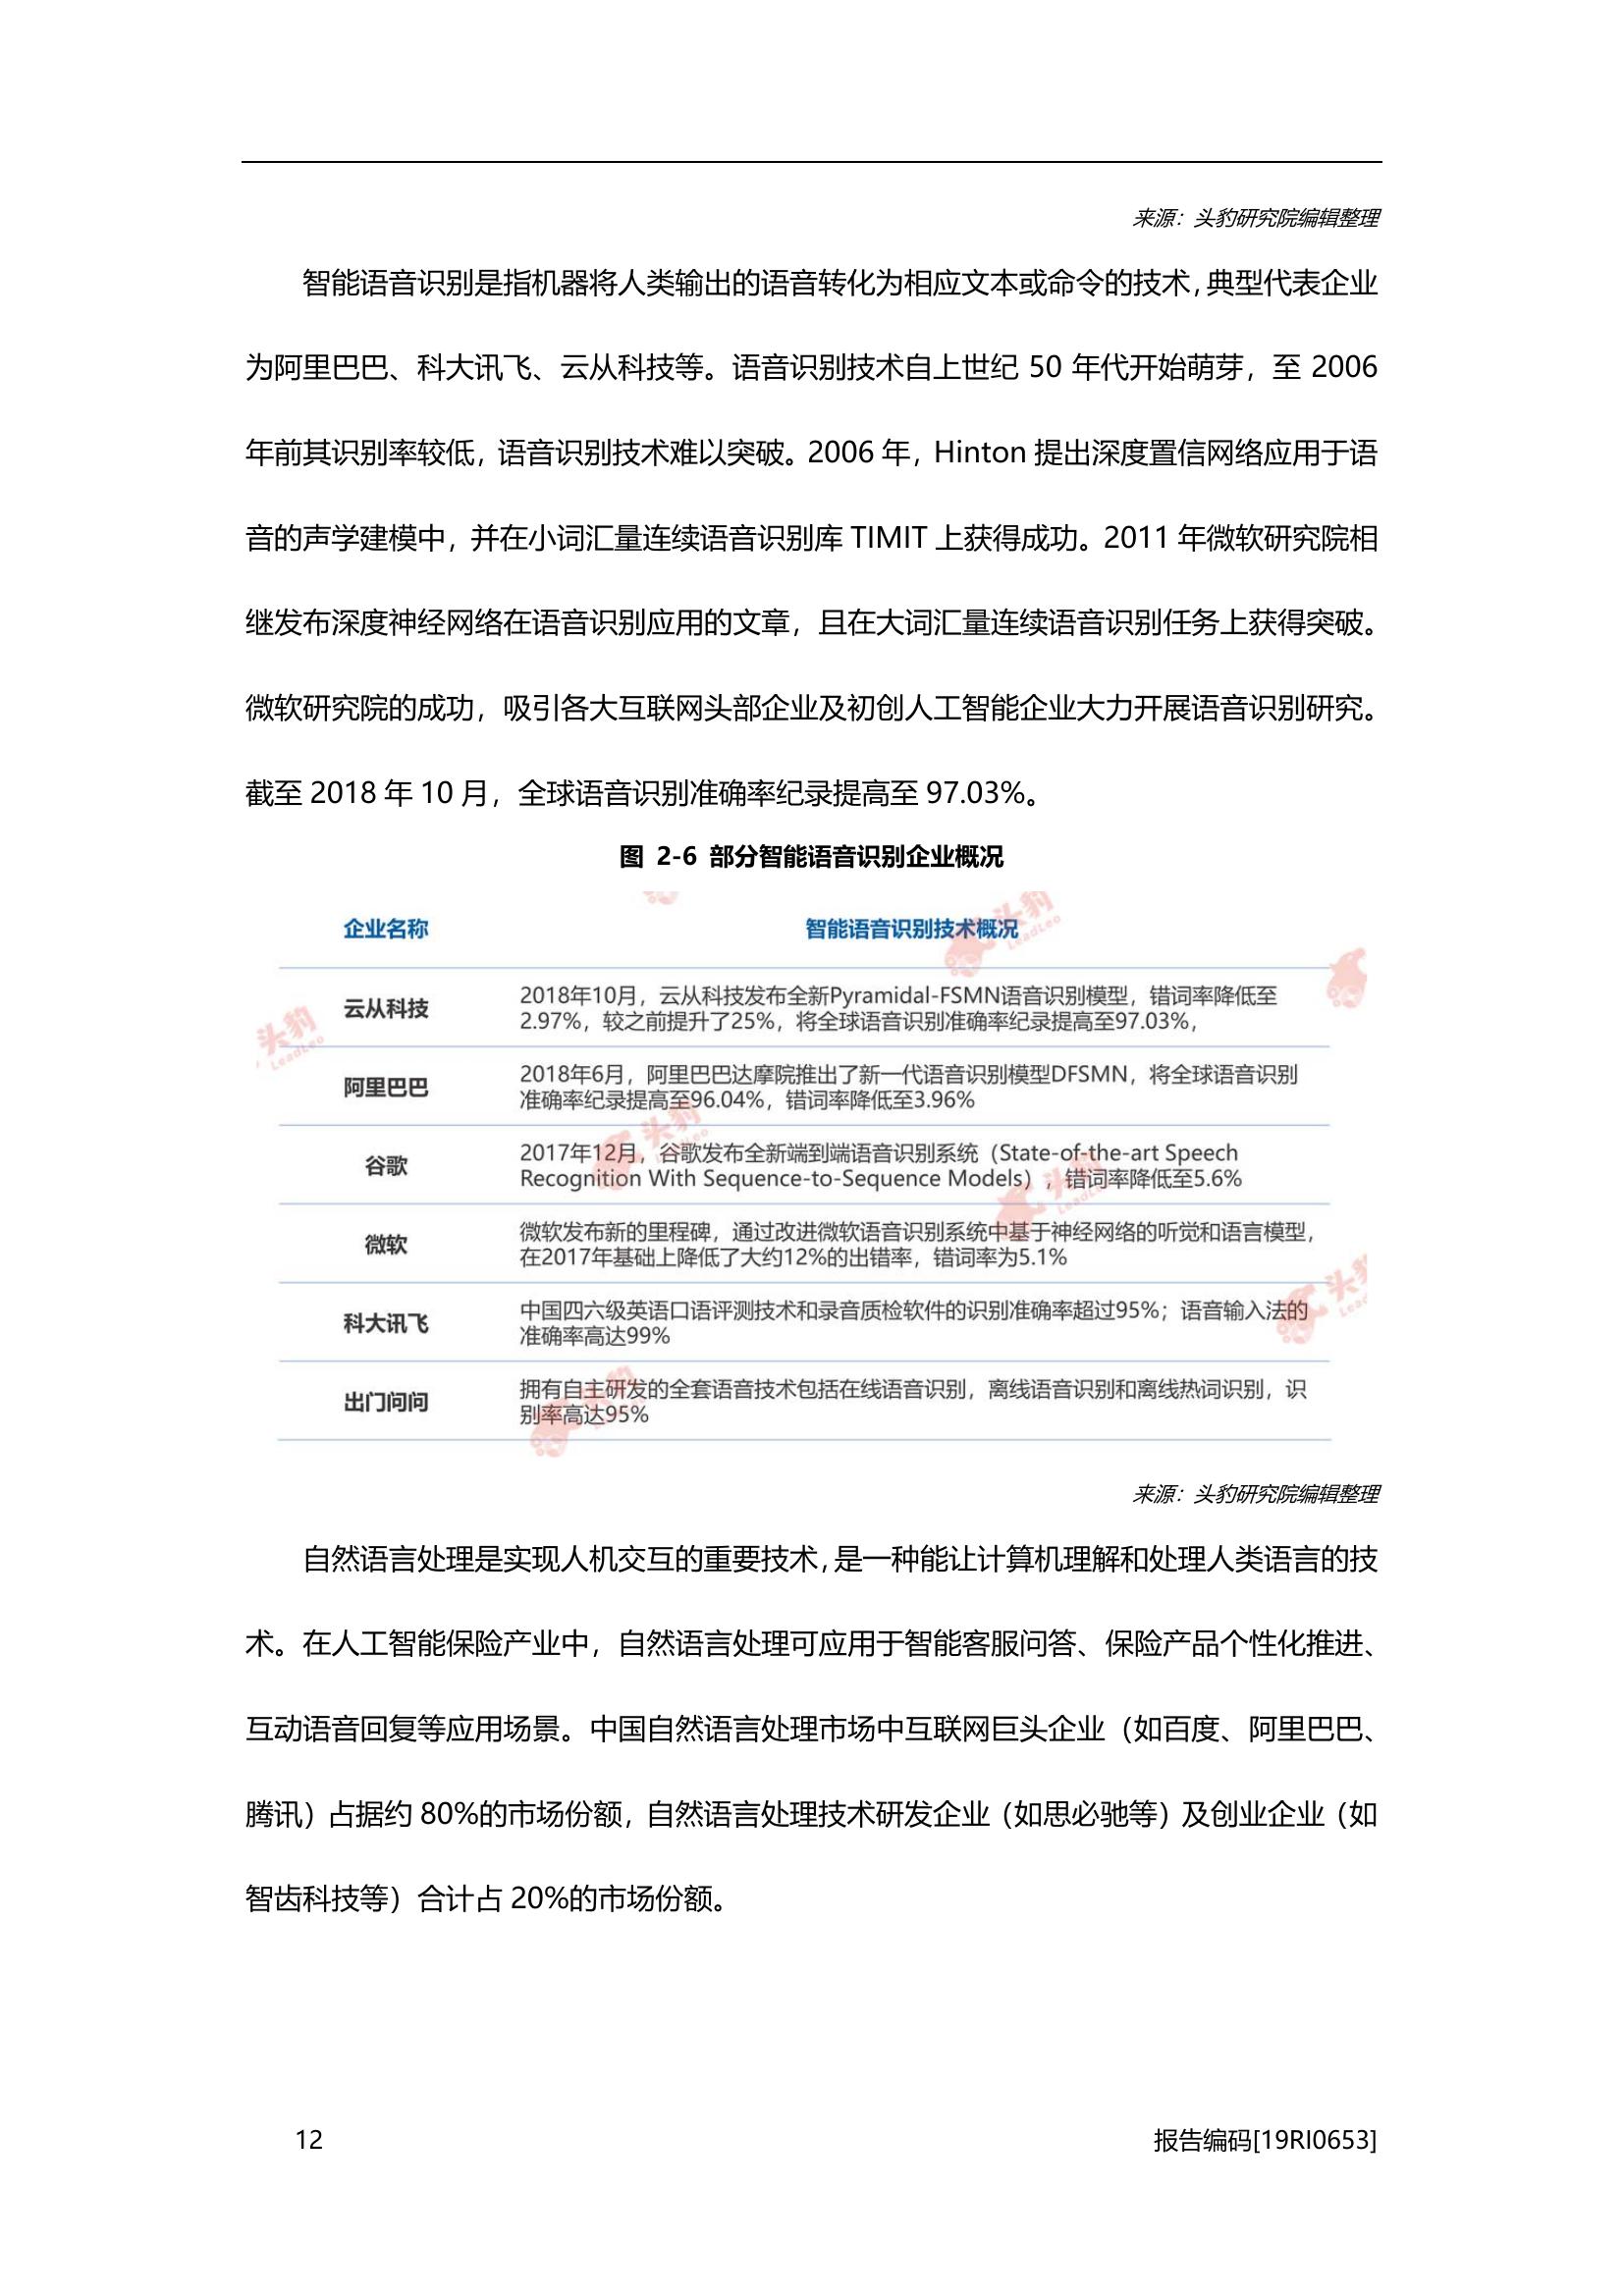 来源：头豹研究院编辑整理
智能语音识别是指机器将人类输出的语音转化为相应文本或命令的技术，典型代表企业
为阿里巴巴、科大讯飞、云从科技等。语音识别技术自上世纪 50 年代开始萌芽，至 2006
年前其识别率较低，语音识别技术难以突破。2006 年，Hinton 提出深度置信网络应用于语
音的声学建模中，并在小词汇量连续语音识别库 TIMIT 上获得成功。2011 年微软研究院相
继发布深度神经网络在语音识别应用的文章，且在大词汇量连续语音识别任务上获得突破。
微软研究院的成功，吸引各大互联网头部企业及初创人工智能企业大力开展语音识别研究。
截至 2018 年 10 月，全球语音识别准确率纪录提高至 97.03%。
图 2-6 部分智能语音识别企业概况
企业名称 智能语音识别技术概况
云从科技
2018年10月，云从科技发布全新Pyramidal-FSMN语音识别模型，错词率降低至
2.97%，较之前提升了25%，将全球语音识别准确率纪录提高至97.03%，
阿里巴巴
2018年6月，阿里巴巴达摩院推出了新一代语音识别模型DFSMN，将全球语音识别
准确率纪录提高至96.04%，错词率降低至3.96%
谷歌
2017年12月，谷歌发布全新端到端语音识别系统（State-of-the-art Speech
Recognition With Sequence-to-Sequence Models），错词率降低至5.6%
微软
微软发布新的里程碑，通过改进微软语音识别系统中基于神经网络的听觉和语言模型，
在2017年基础上降低了大约12%的出错率，错词率为5.1%
科大讯飞
中国四六级英语口语评测技术和录音质检软件的识别准确率超过95%；语音输入法的
准确率高达99%
出门问问
拥有自主研发的全套语音技术包括在线语音识别，离线语音识别和离线热词识别，识
别率高达95%
头豹
LeadLeo
来源：头豹研究院编辑整理
自然语言处理是实现人机交互的重要技术，是一种能让计算机理解和处理人类语言的技
术。在人工智能保险产业中，自然语言处理可应用于智能客服问答、保险产品个性化推进、
互动语音回复等应用场景。中国自然语言处理市场中互联网巨头企业（如百度、阿里巴巴、
腾讯）占据约 80%的市场份额，自然语言处理技术研发企业（如思必驰等）及创业企业（如
智齿科技等）合计占 20%的市场份额。
12
报告编码[19RI0653]